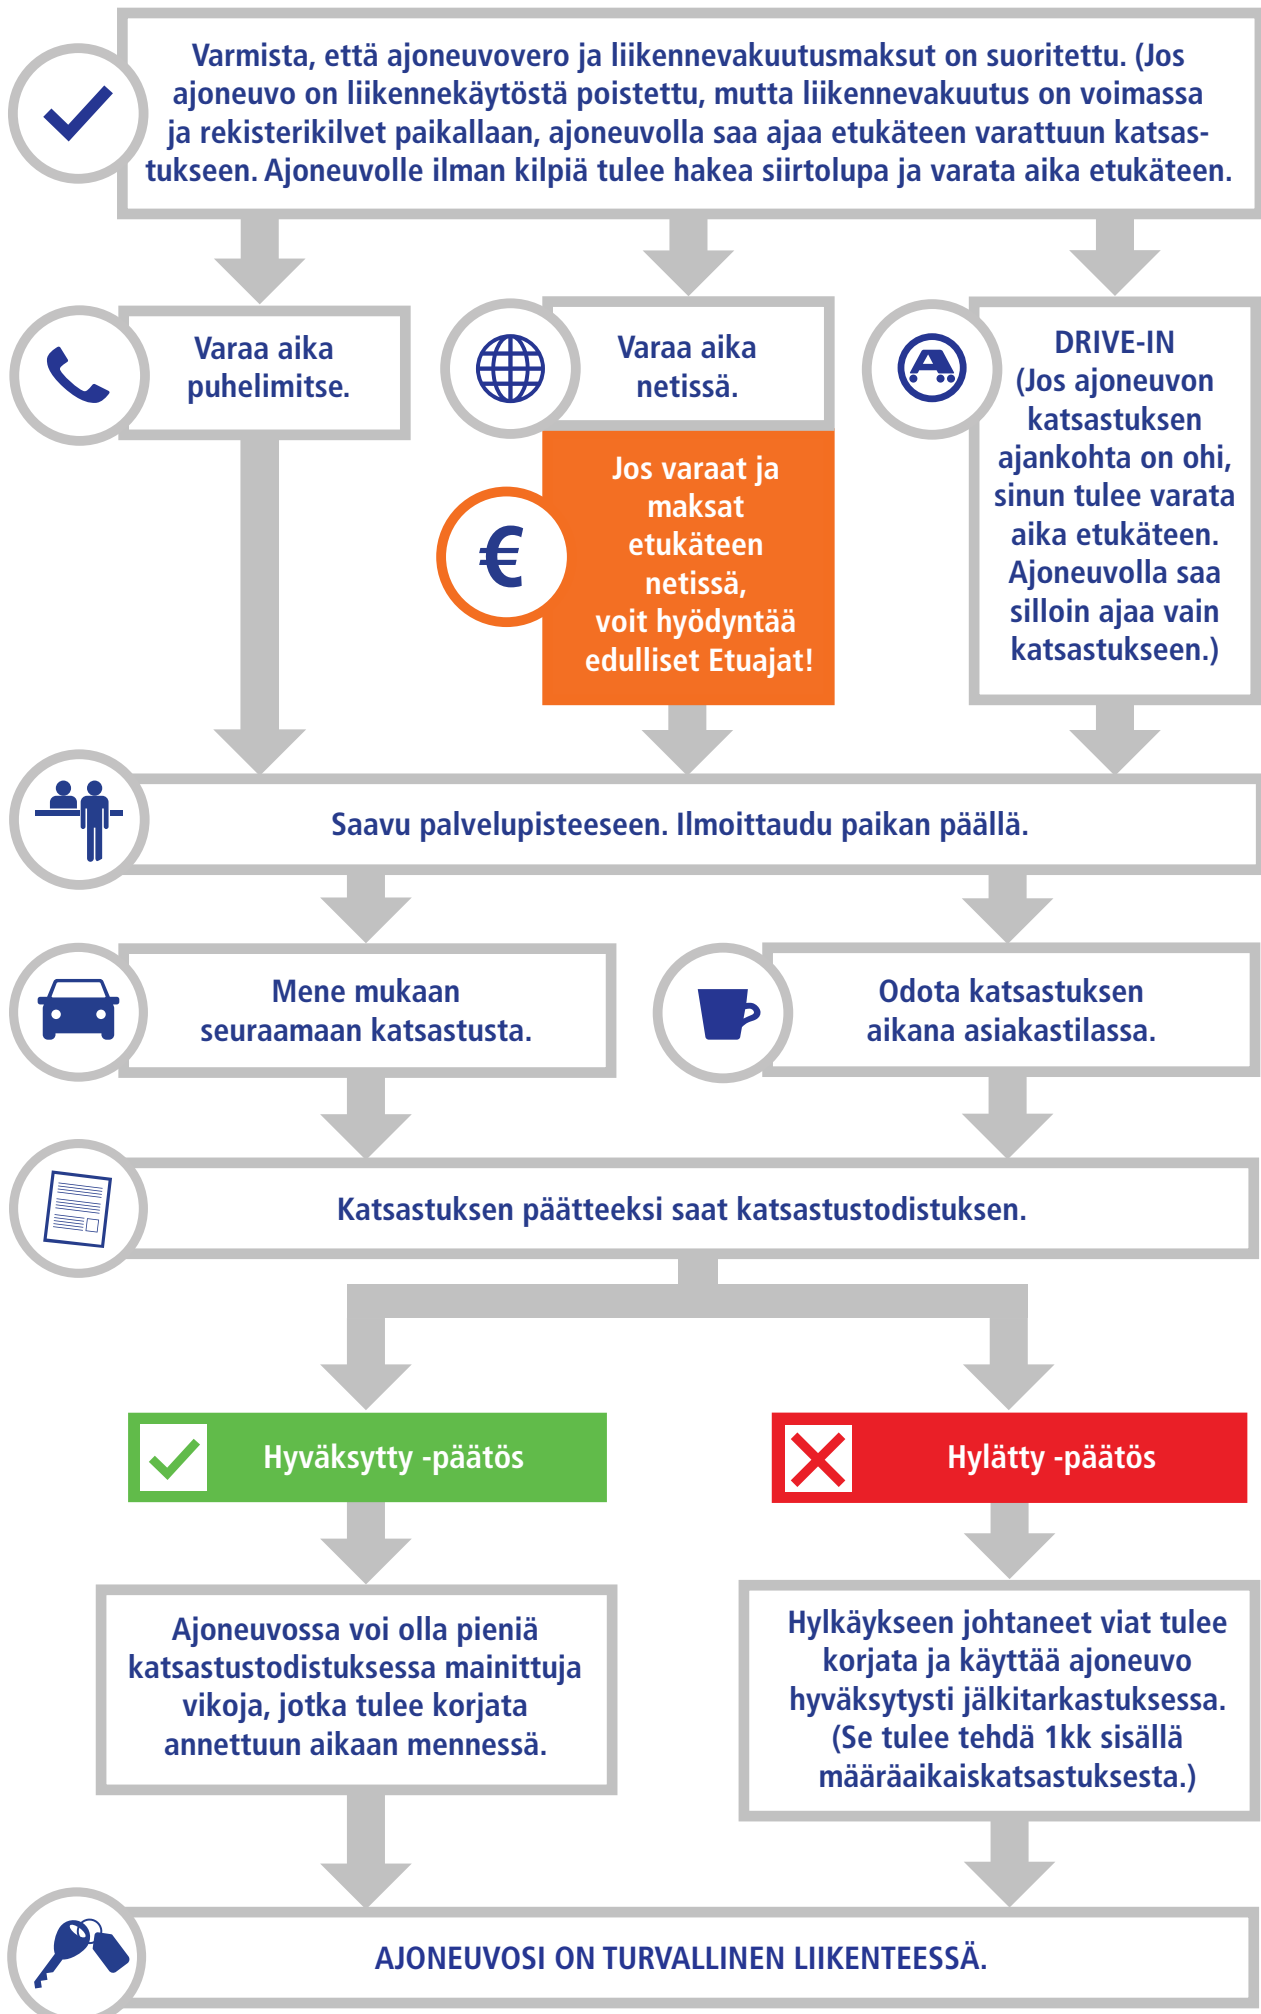 Varmista, että ajoneuvovero ja liikennevakuutusmaksut on suoritettu. (Jos
ajoneuvo on liikennekäytöstä poistettu, mutta liikennevakuutus on voimassa
ja rekisterikilvet paikallaan, ajoneuvolla saa ajaa etukäteen varattuun katsas-
tukseen. Ajoneuvolle ilman kilpiä tulee hakea siirtolupa ja varata aika etukäteen.
Varaa aika
puhelimitse.
Varaa aika
netissä.
€
Jos varaat ja
maksat
etukäteen
netissä,
voit hyödyntää
edulliset Etuajat!
DRIVE-IN
(Jos ajoneuvon
katsastuksen
ajankohta on ohi,
sinun tulee varata
aika etukäteen.
Ajoneuvolla saa
silloin ajaa vain
katsastukseen.)
Saavu palvelupisteeseen. Ilmoittaudu paikan päällä.
Mene mukaan
seuraamaan katsastusta.
Odota katsastuksen
aikana asiakastilassa.
Katsastuksen päätteeksi saat katsastustodistuksen.
Hyväksytty -päätös
Hylätty -päätös
Ajoneuvossa voi olla pieniä
katsastustodistuksessa mainittuja
vikoja, jotka tulee korjata
annettuun aikaan mennessä.
Hylkäykseen johtaneet viat tulee
korjata ja käyttää ajoneuvo
hyväksytysti jälkitarkastuksessa.
(Se tulee tehdä 1kk sisällä
määräaikaiskatsastuksesta.)
AJONEUVOSI ON TURVALLINEN LIIKENTEESSÄ.